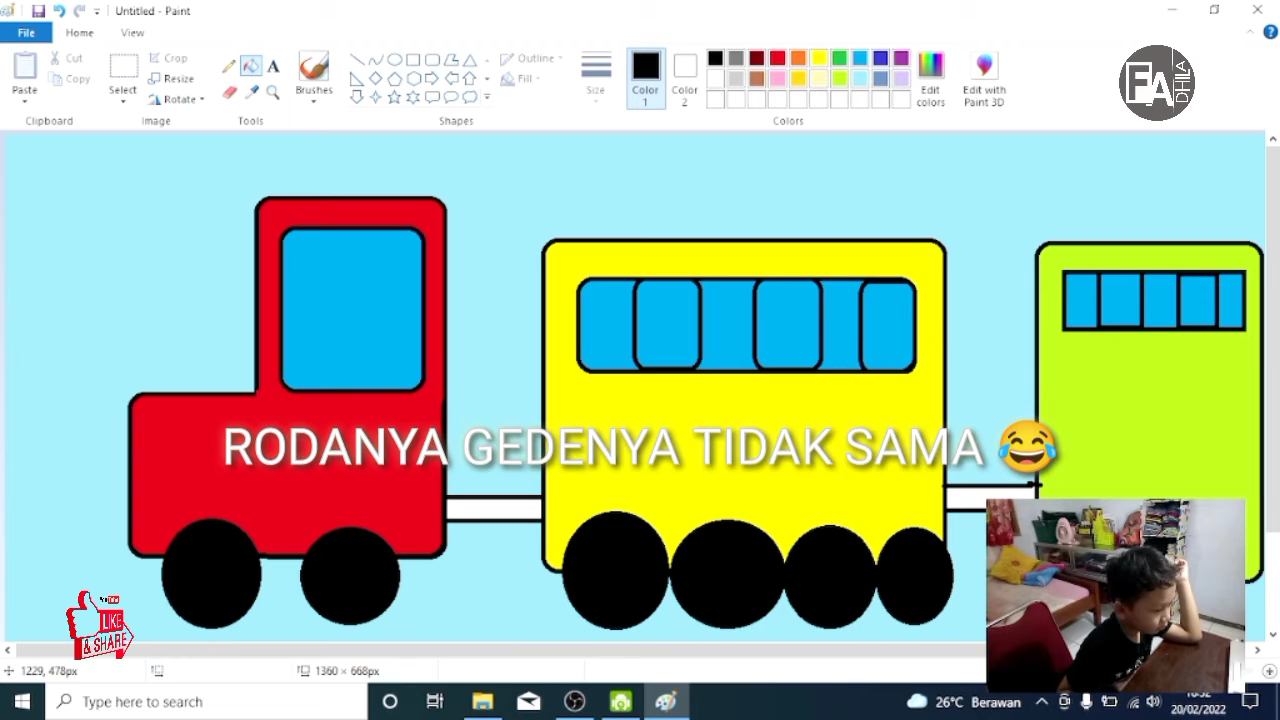 Untitled - Paint
File
Home
View
Paste
Cut
Copy
Clipboard
Select
Crop
Resize
Rotate
Image
Tools
Brushes
Shapes
Outline
Fill
Size
Color
1
Color
2
Edit
colors
Edit with
Paint 3D
Colors
FA
DHILA
RODANYA GEDENYA TIDAK SAMA 😂
YouTube
LIKE
& SHARE
1229, 478px
1360 × 668px
Type here to search
26°C Berawan
20/02/2022